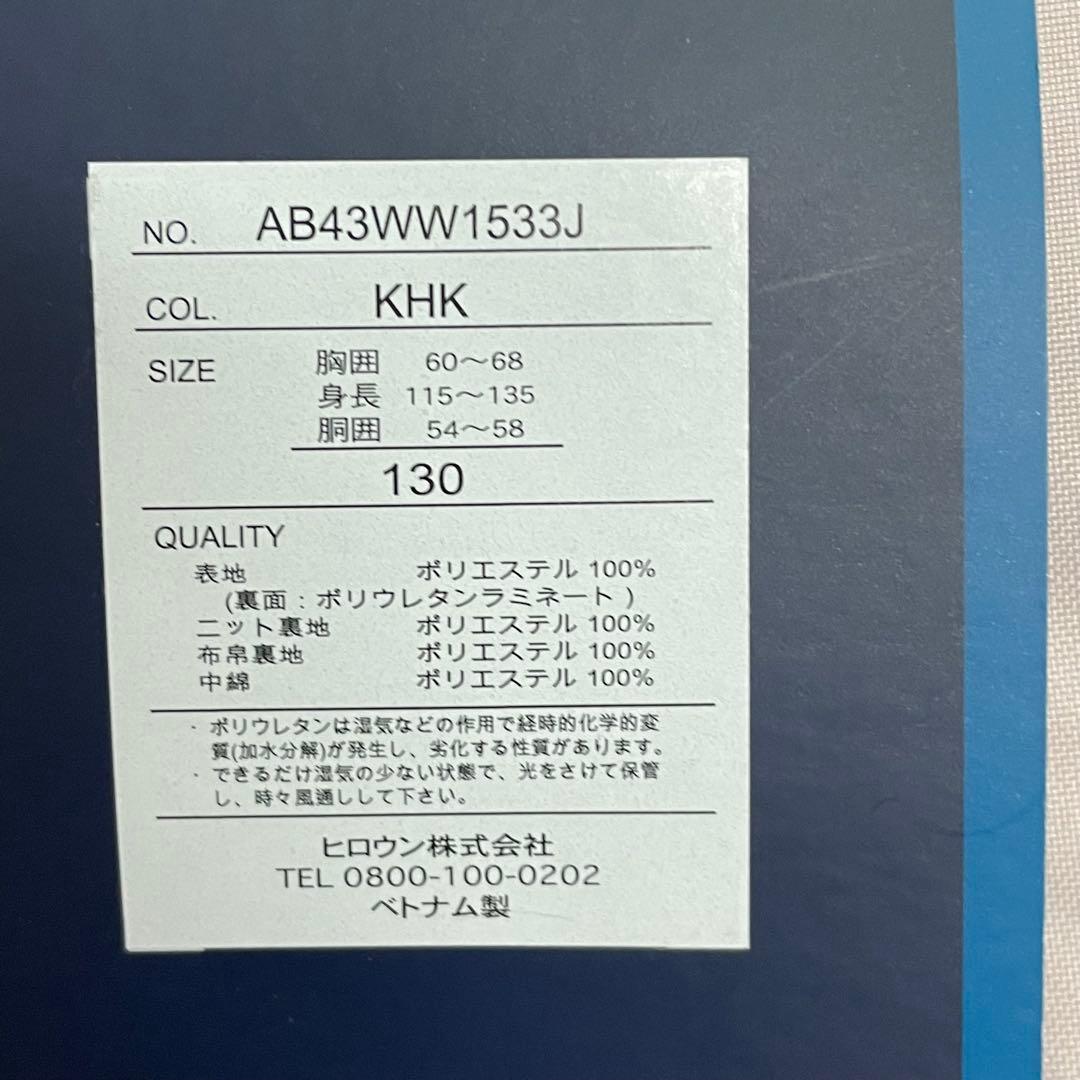 NO. AB43WW1533J
COL. KHK
SIZE 胸囲 60～68
身長 115～135
胴囲 54～58
130
QUALITY
表地 ポリエステル 100%
(裏面：ポリウレタンラミネート)
ニット裏地 ポリエステル 100%
布帛裏地 ポリエステル 100%
中綿 ポリエステル 100%
・ポリウレタンは湿気などの作用で経時的化学的変
質(加水分解)が発生し、劣化する性質があります。
・できるだけ湿気の少ない状態で、光をさけて保管
し、時々風通しして下さい。
ヒロウン株式会社
TEL 0800-100-0202
ベトナム製